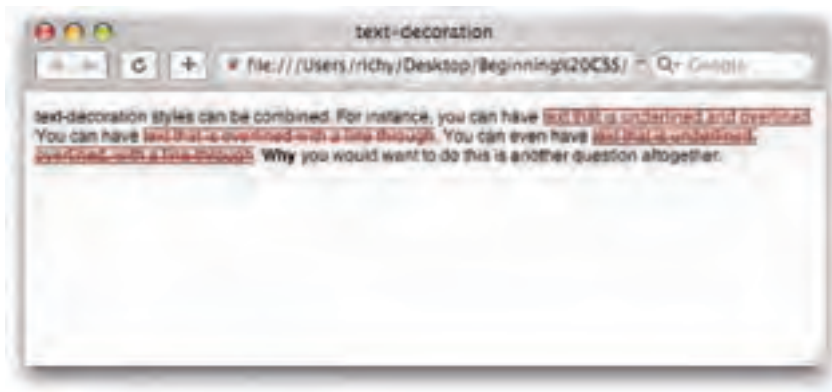 text-decoration
file:///Users/richy/Desktop/Beginning%20CSS/
Google
text-decoration styles can be combined. For instance, you can have text that is underlined and overlined.
You can have text that is overlined with a line through. You can even have text that is underlined,
overlined, with a line through. Why you would want to do this is another question altogether.